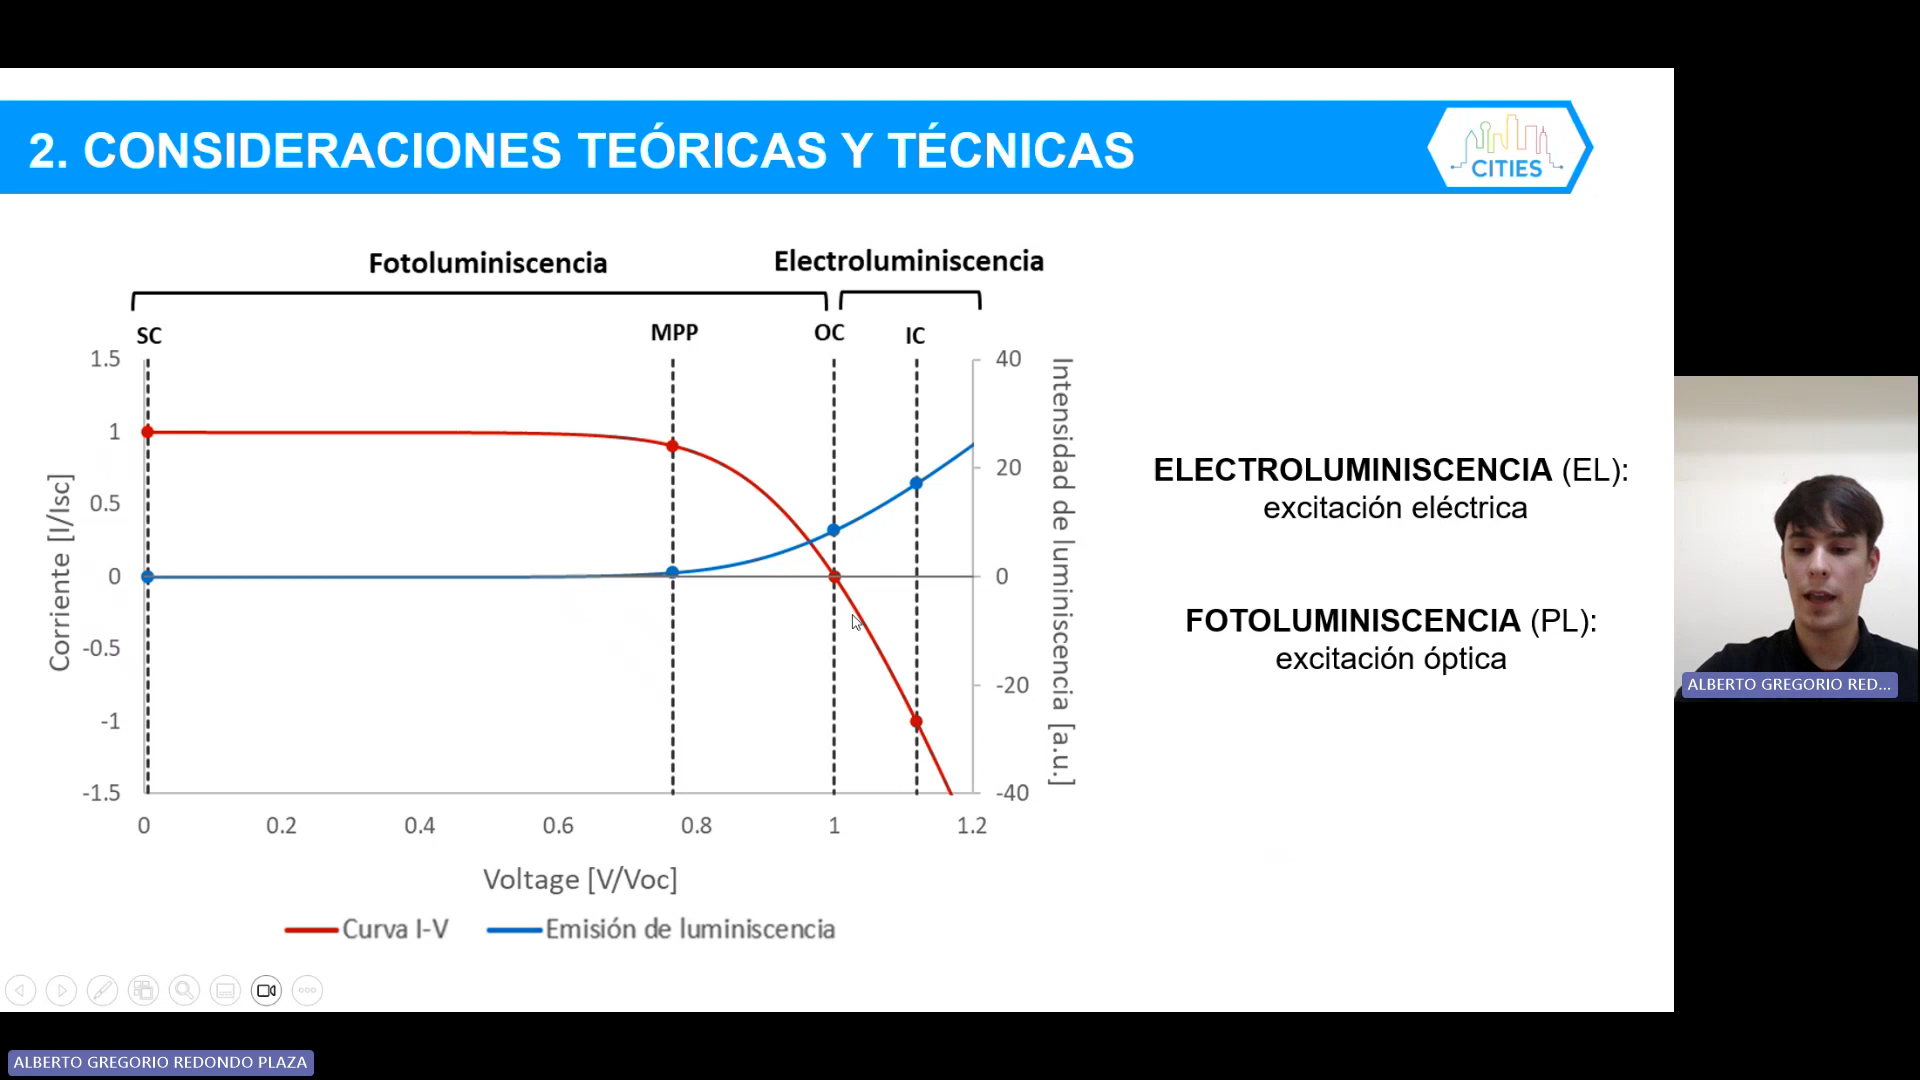 2. CONSIDERACIONES TEÓRICAS Y TÉCNICAS
CITIES
Fotoluminiscencia
Electroluminiscencia
SC
MPP
OC
IC
1.5
1
0.5
0
-0.5
-1
-1.5
Corriente [I/Isc]
40
20
0
-20
-40
Intensidad de luminiscencia [a.u.]
0 0.2 0.4 0.6 0.8 1 1.2
Voltage [V/Voc]
Curva I-V
Emisión de luminiscencia
ELECTROLUMINISCENCIA (EL):
excitación eléctrica
FOTOLUMINISCENCIA (PL):
excitación óptica
ALBERTO GREGORIO RED...
ALBERTO GREGORIO REDONDO PLAZA